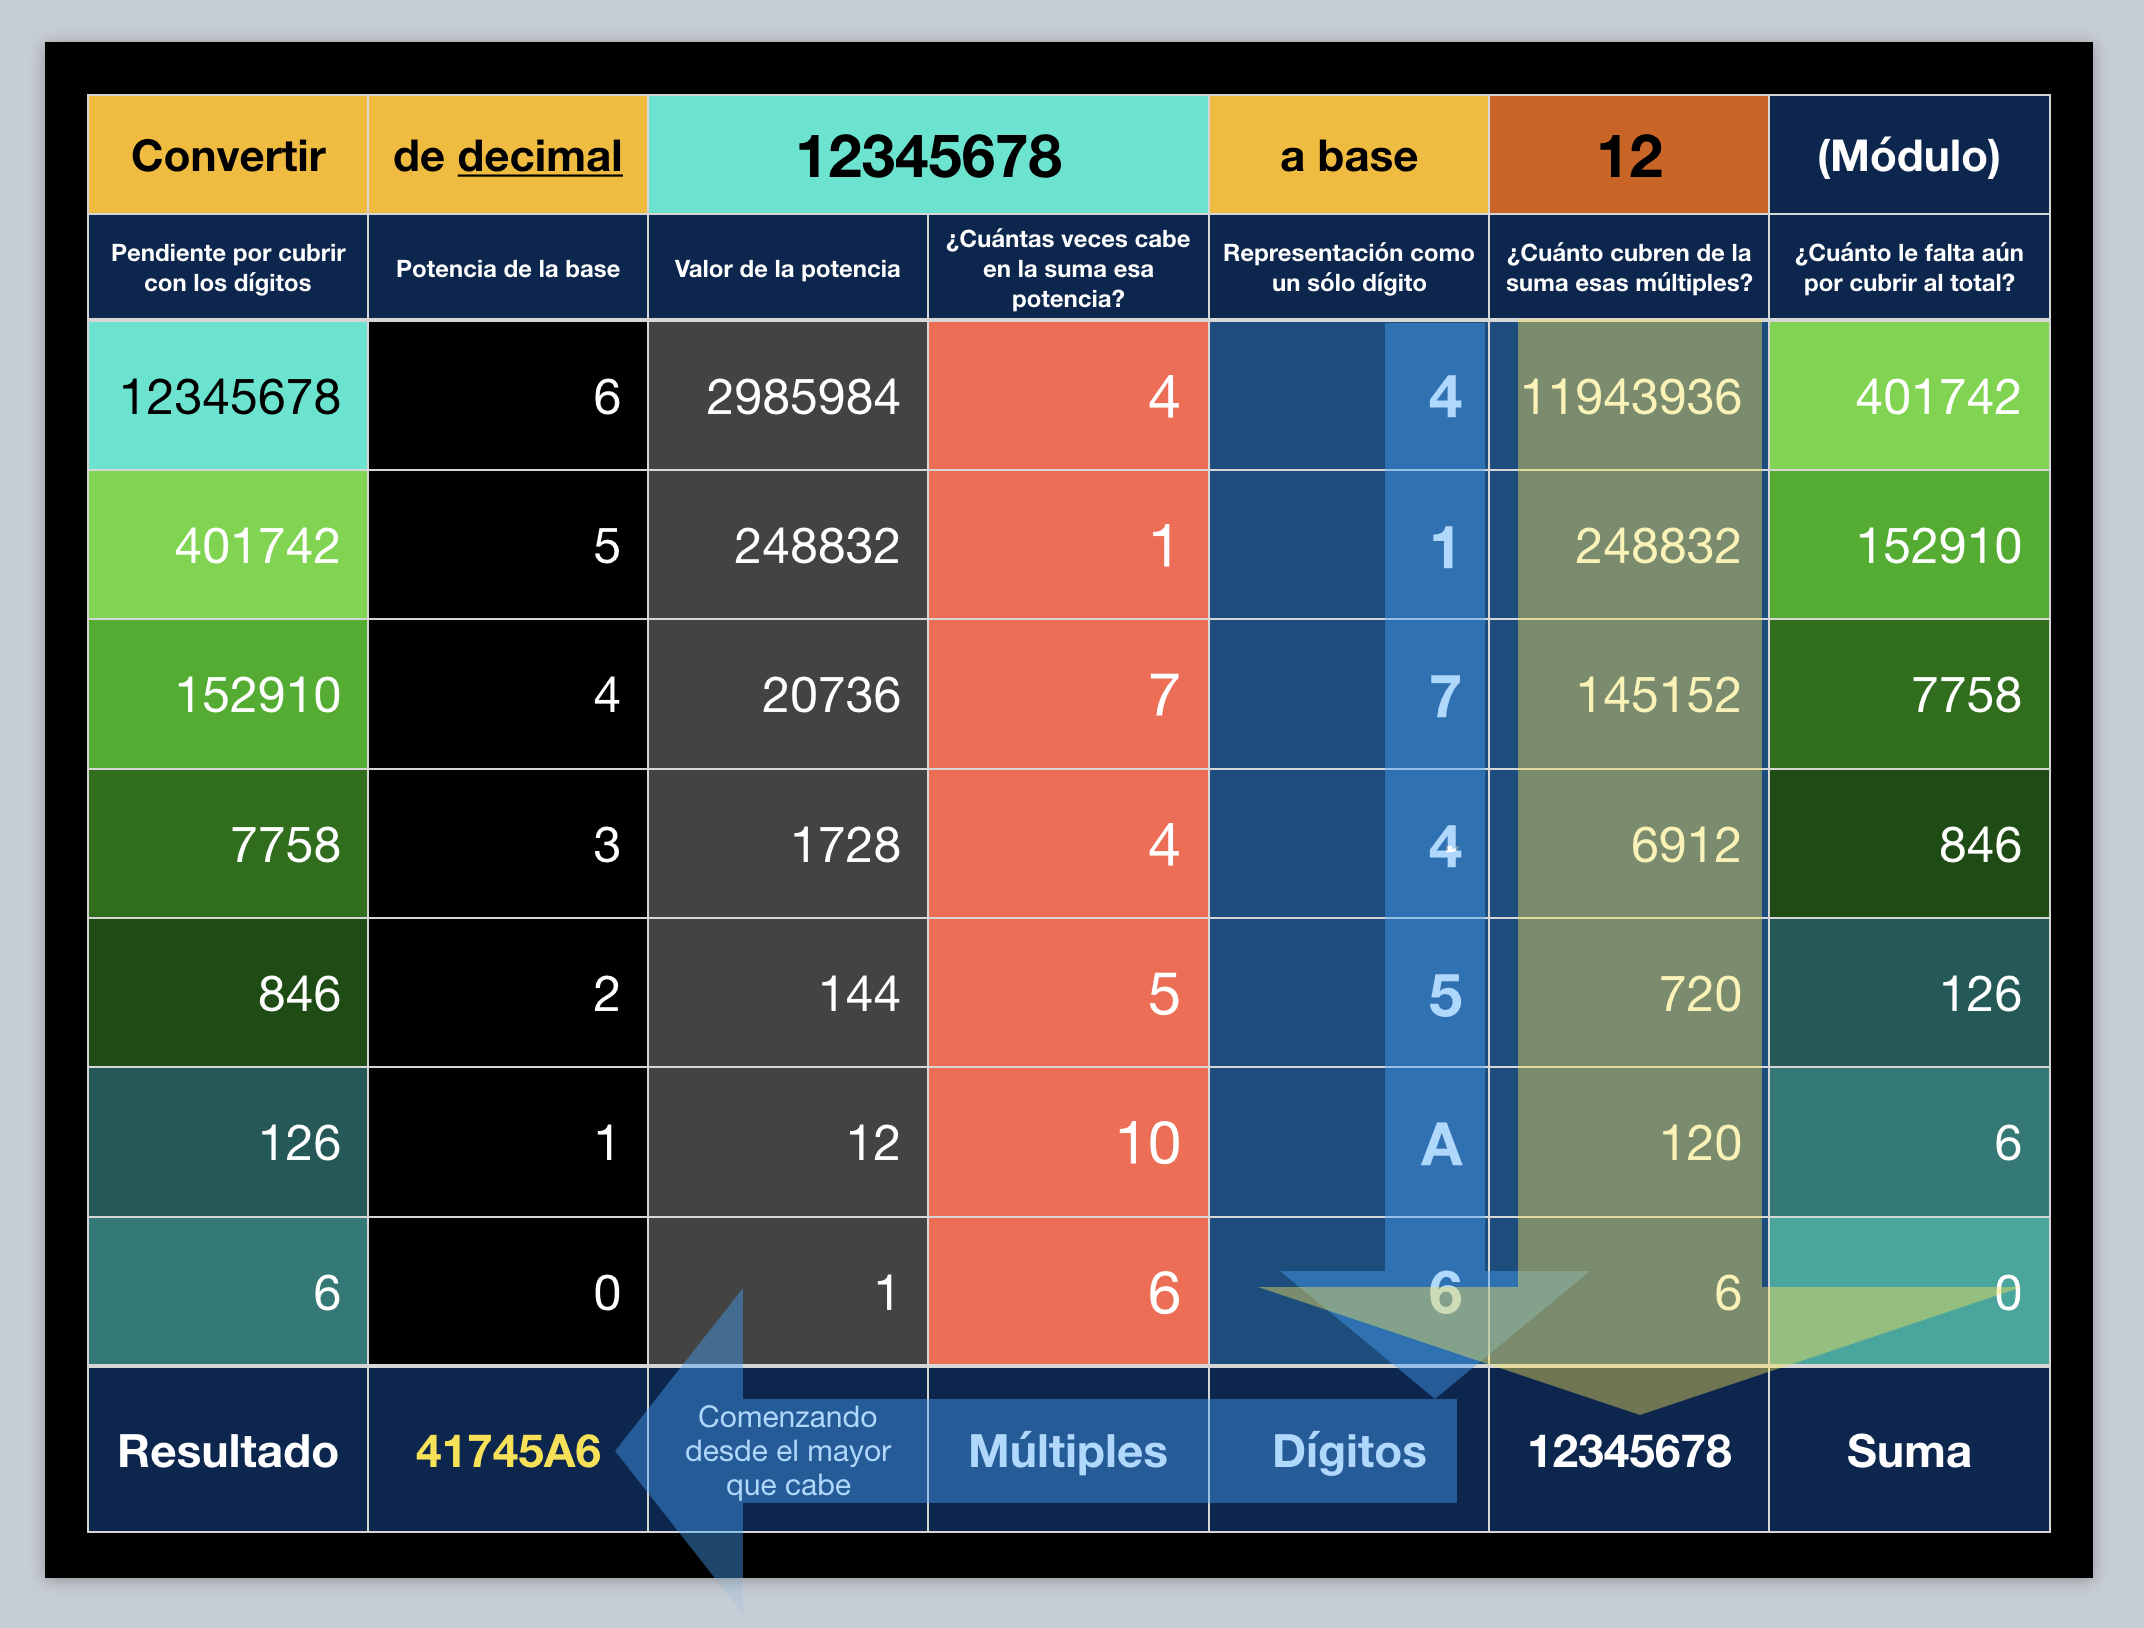 Convertir de decimal 12345678 a base 12 (Módulo)
Pendiente por cubrir
con los dígitos
Potencia de la base
Valor de la potencia
¿Cuántas veces cabe
en la suma esa
potencia?
Representación como
un sólo dígito
¿Cuánto cubren de la
suma esas múltiples?
¿Cuánto le falta aún
por cubrir al total?
12345678 6 2985984 4 4 11943936 401742
401742 5 248832 1 1 248832 152910
152910 4 20736 7 7 145152 7758
7758 3 1728 4 4 6912 846
846 2 144 5 5 720 126
126 1 12 10 A 120 6
6 0 1 6 6 6 0
Resultado 41745A6
Comenzando
desde el mayor
que cabe
Múltiples Dígitos 12345678 Suma